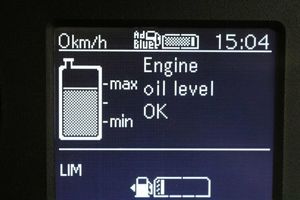 0km/h Ad Blue 15:04
Engine
oil level
OK
max
min
LIM